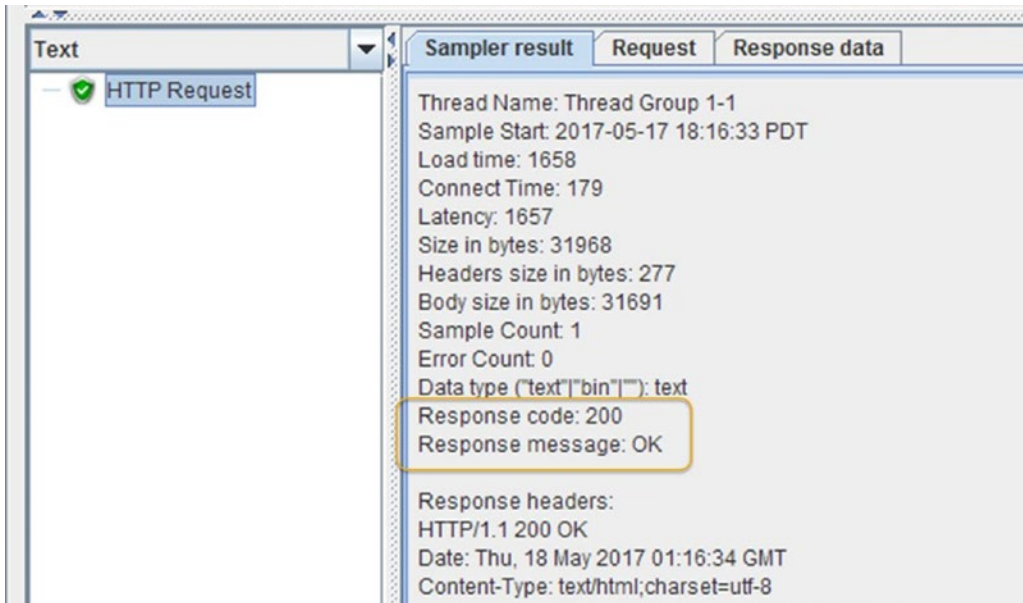 Text
HTTP Request
Sampler result
Request
Response data
Thread Name: Thread Group 1-1
Sample Start: 2017-05-17 18:16:33 PDT
Load time: 1658
Connect Time: 179
Latency: 1657
Size in bytes: 31968
Headers size in bytes: 277
Body size in bytes: 31691
Sample Count: 1
Error Count: 0
Data type ("text"|"bin"|""): text
Response code: 200
Response message: OK
Response headers:
HTTP/1.1 200 OK
Date: Thu, 18 May 2017 01:16:34 GMT
Content-Type: text/html;charset=utf-8